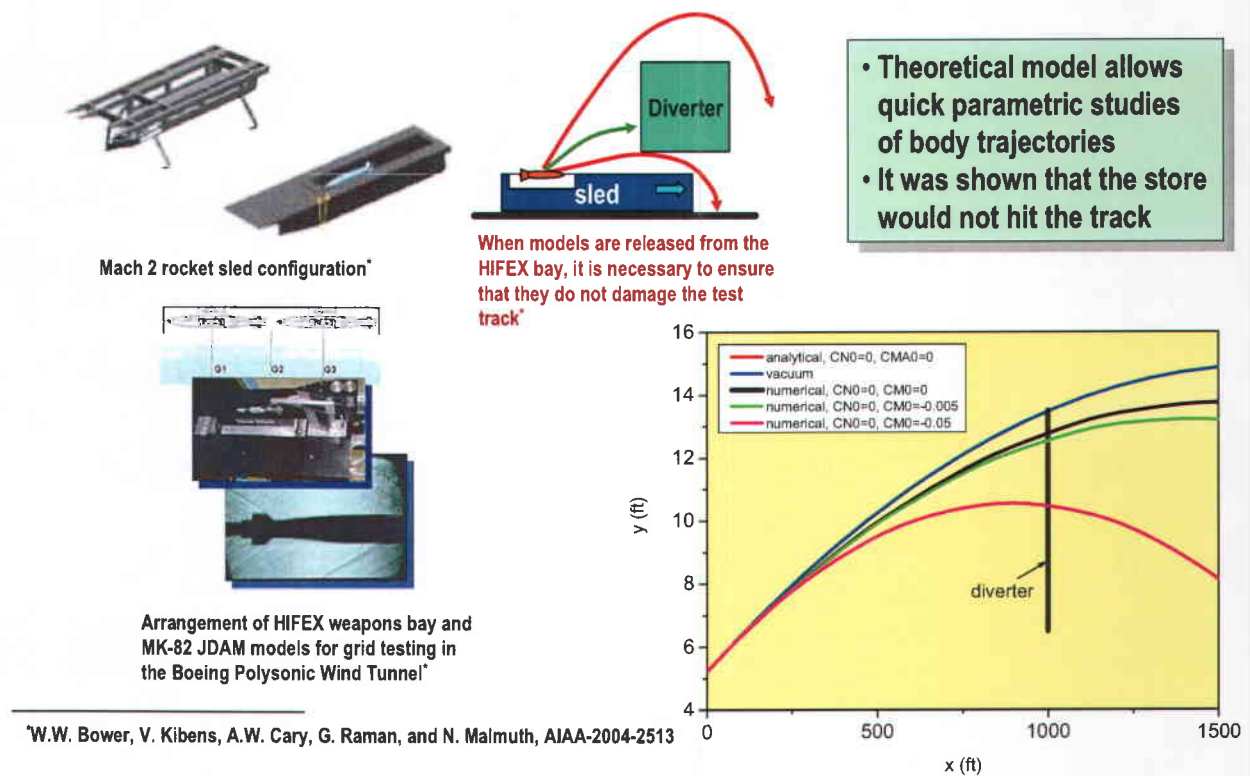 Mach 2 rocket sled configuration*
Diverter
sled
When models are released from the
HIFEX bay, it is necessary to ensure
that they do not damage the test
track*
• Theoretical model allows
quick parametric studies
of body trajectories
• It was shown that the store
would not hit the track
G1 G2 G3
Arrangement of HIFEX weapons bay and
MK-82 JDAM models for grid testing in
the Boeing Polysonic Wind Tunnel*
16
14
12
10
8
6
4
y (ft)
analytical, CN0=0, CMA0=0
vacuum
numerical, CN0=0, CM0=0
numerical, CN0=0, CM0=-0.005
numerical, CN0=0, CM0=-0.05
diverter
0 500 1000 1500
x (ft)
*W.W. Bower, V. Kibens, A.W. Cary, G. Raman, and N. Malmuth, AIAA-2004-2513